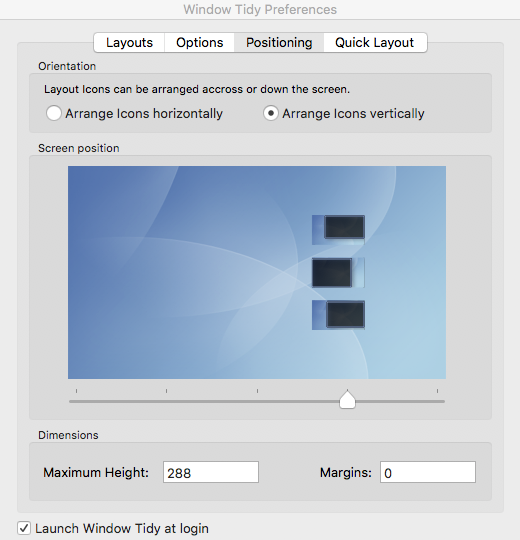 Window Tidy Preferences
Layouts Options Positioning Quick Layout
Orientation
Layout Icons can be arranged accross or down the screen.
Arrange Icons horizontally Arrange Icons vertically
Screen position
Dimensions
Maximum Height: 288 Margins: 0
Launch Window Tidy at login